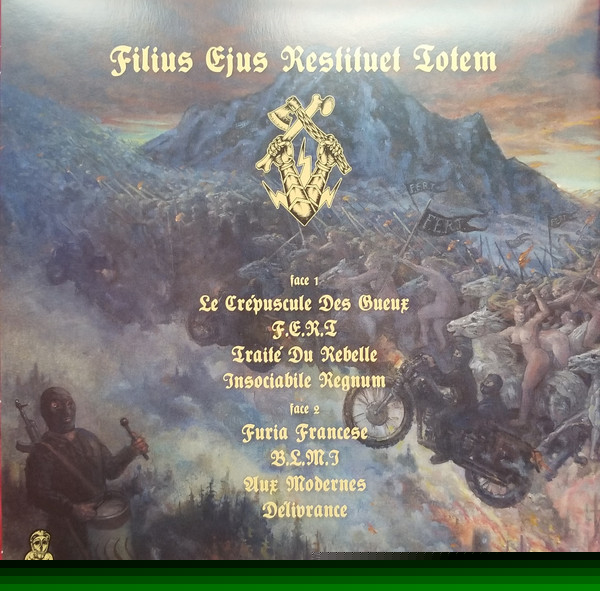 Filius Ejus Restituet Totem
face 1
Le Crépuscule Des Gueux
F.E.R.T
Traité Du Rebelle
Insociabile Regnum
face 2
Furia Francese
B.L.M.I
Aux Modernes
Délivrance
F.E.R.T
F.E.R.T